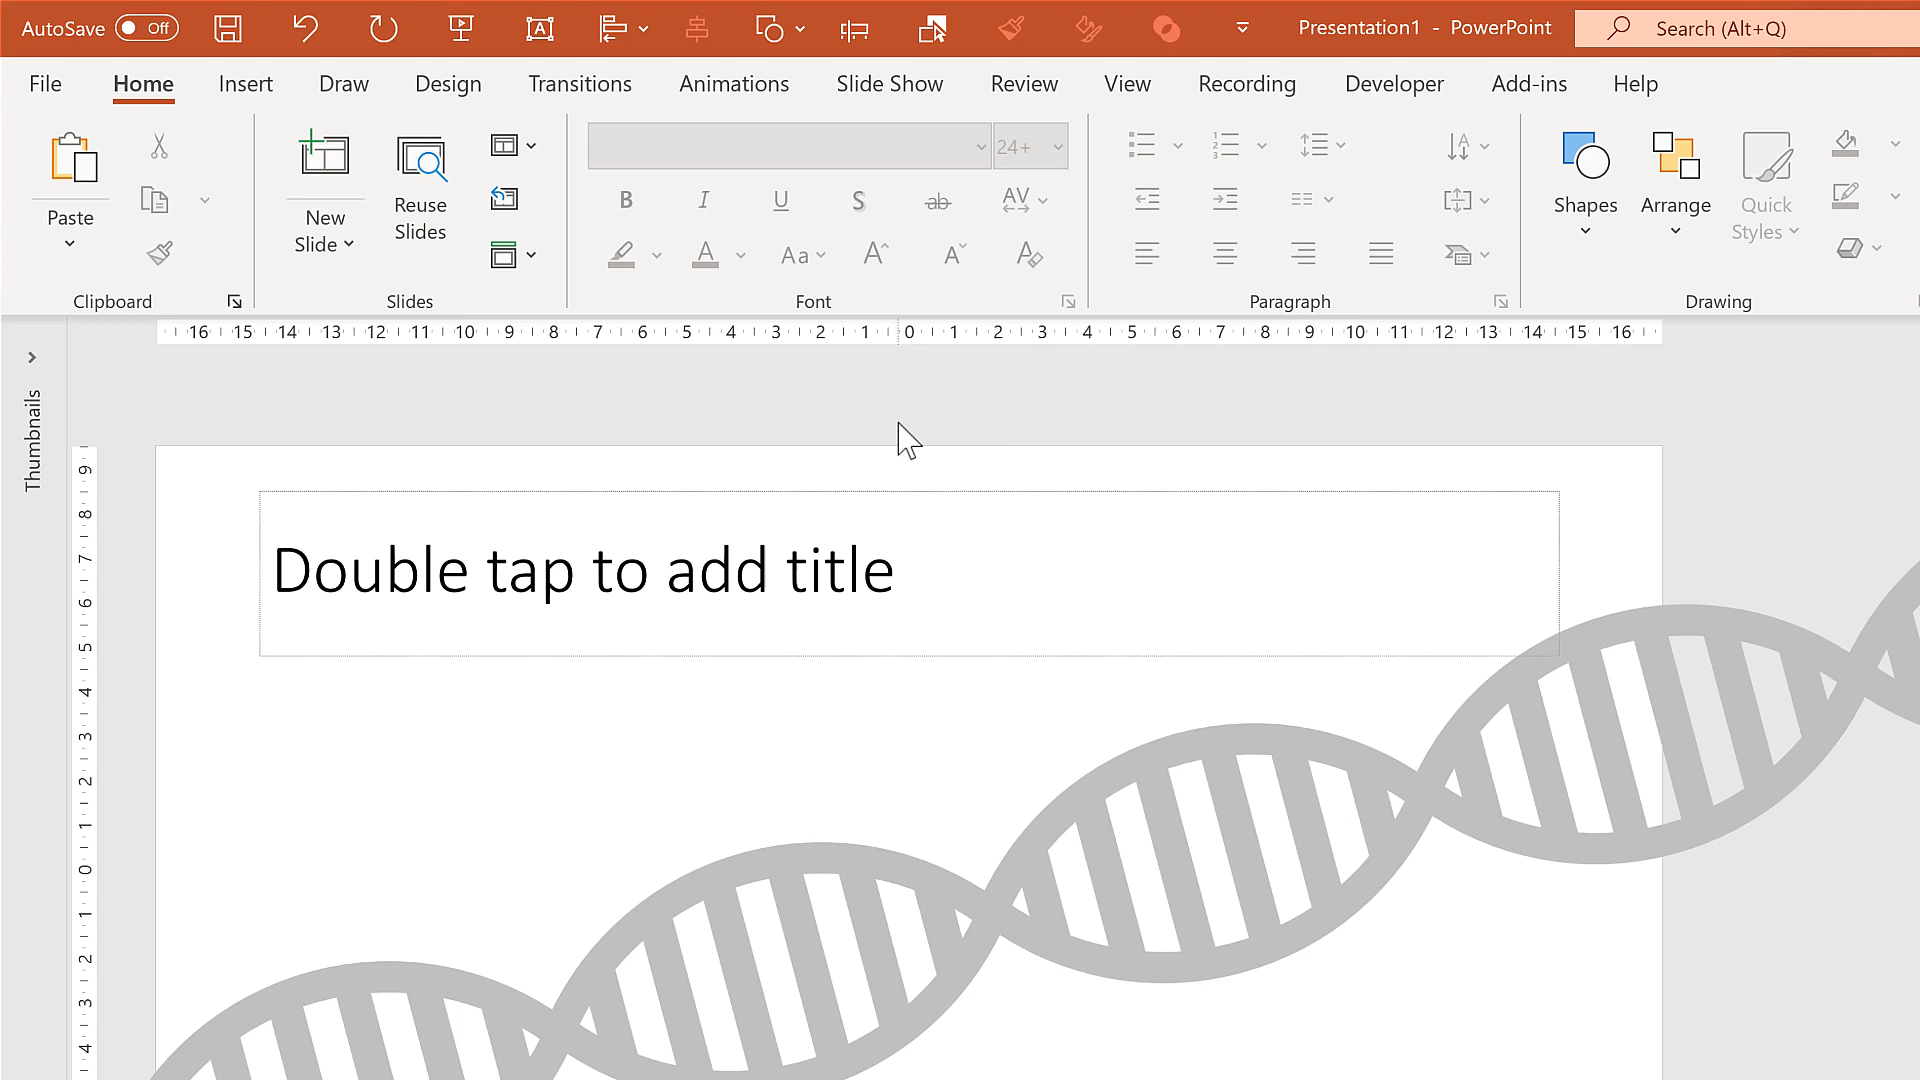 AutoSave Off Presentation1 - PowerPoint Search (Alt+Q)
File Home Insert Draw Design Transitions Animations Slide Show Review View Recording Developer Add-ins Help
24+
B I U S ab AV
Paste
New Slide
Reuse Slides
Aa A A A
A
Shapes
Arrange
Quick Styles
Clipboard Slides Font Paragraph Drawing
16 15 14 13 12 11 10 9 8 7 6 5 4 3 2 1 0 1 2 3 4 5 6 7 8 9 10 11 12 13 14 15 16
Thumbnails
9 8 7 6 5 4 3 2 1 0 1 2 3 4
Double tap to add title